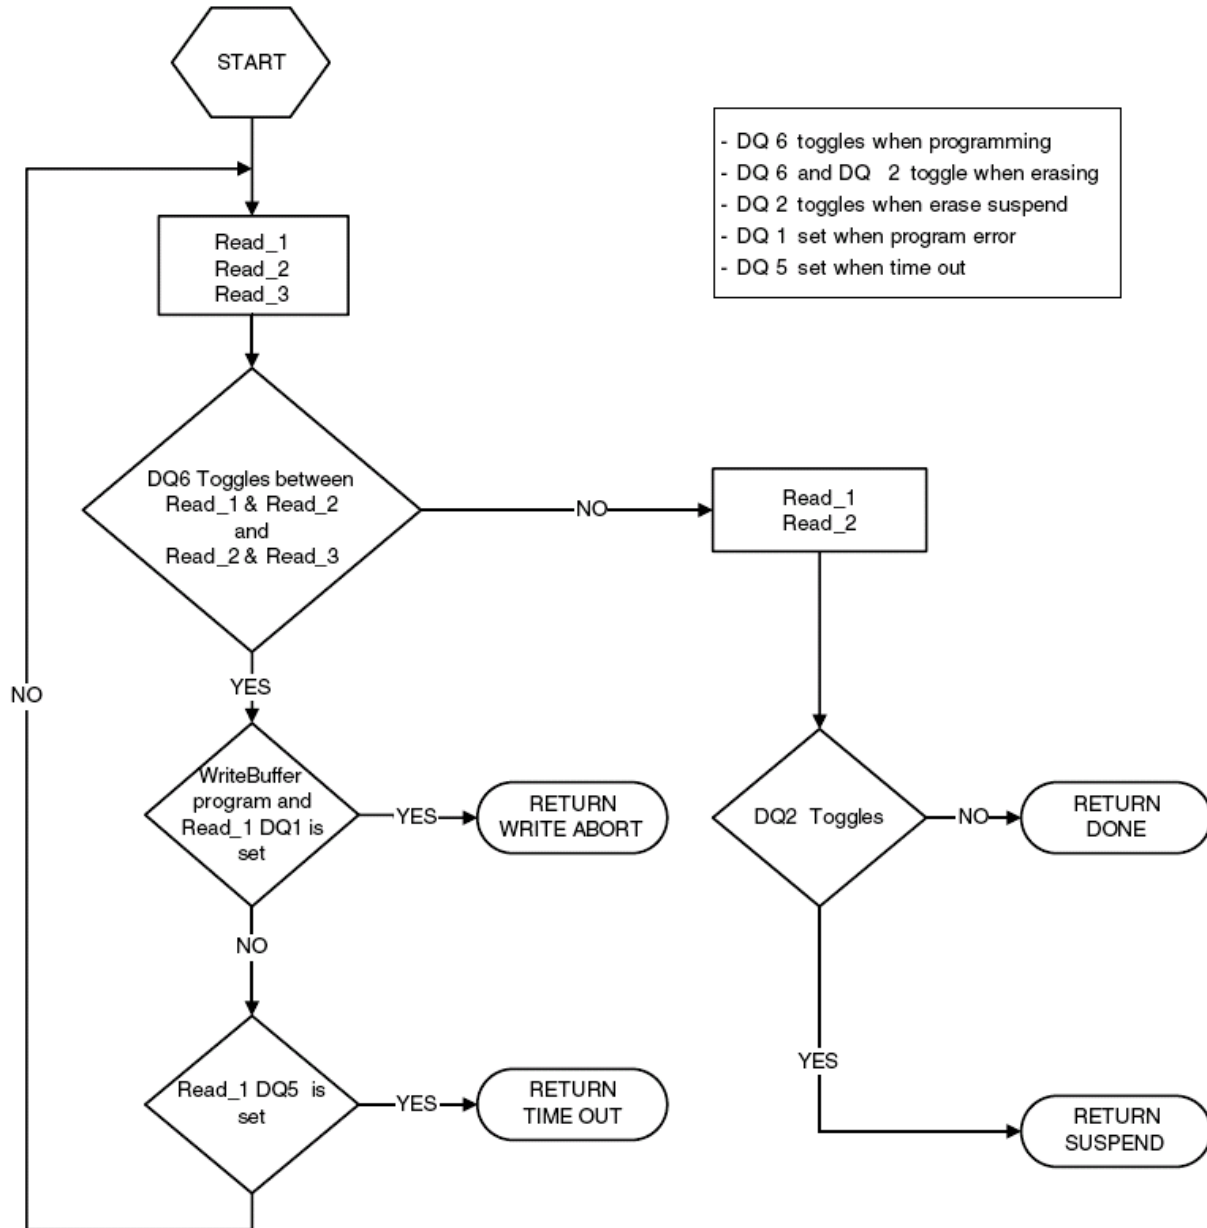 START
- DQ 6 toggles when programming
- DQ 6 and DQ 2 toggle when erasing
- DQ 2 toggles when erase suspend
- DQ 1 set when program error
- DQ 5 set when time out
Read_1
Read_2
Read_3
DQ6 Toggles between
Read_1 & Read_2
and
Read_2 & Read_3
NO
Read_1
Read_2
YES
NO
WriteBuffer
program and
Read_1 DQ1 is
set
YES
RETURN
WRITE ABORT
DQ2 Toggles
NO
RETURN
DONE
NO
YES
Read_1 DQ5 is
set
YES
RETURN
TIME OUT
RETURN
SUSPEND